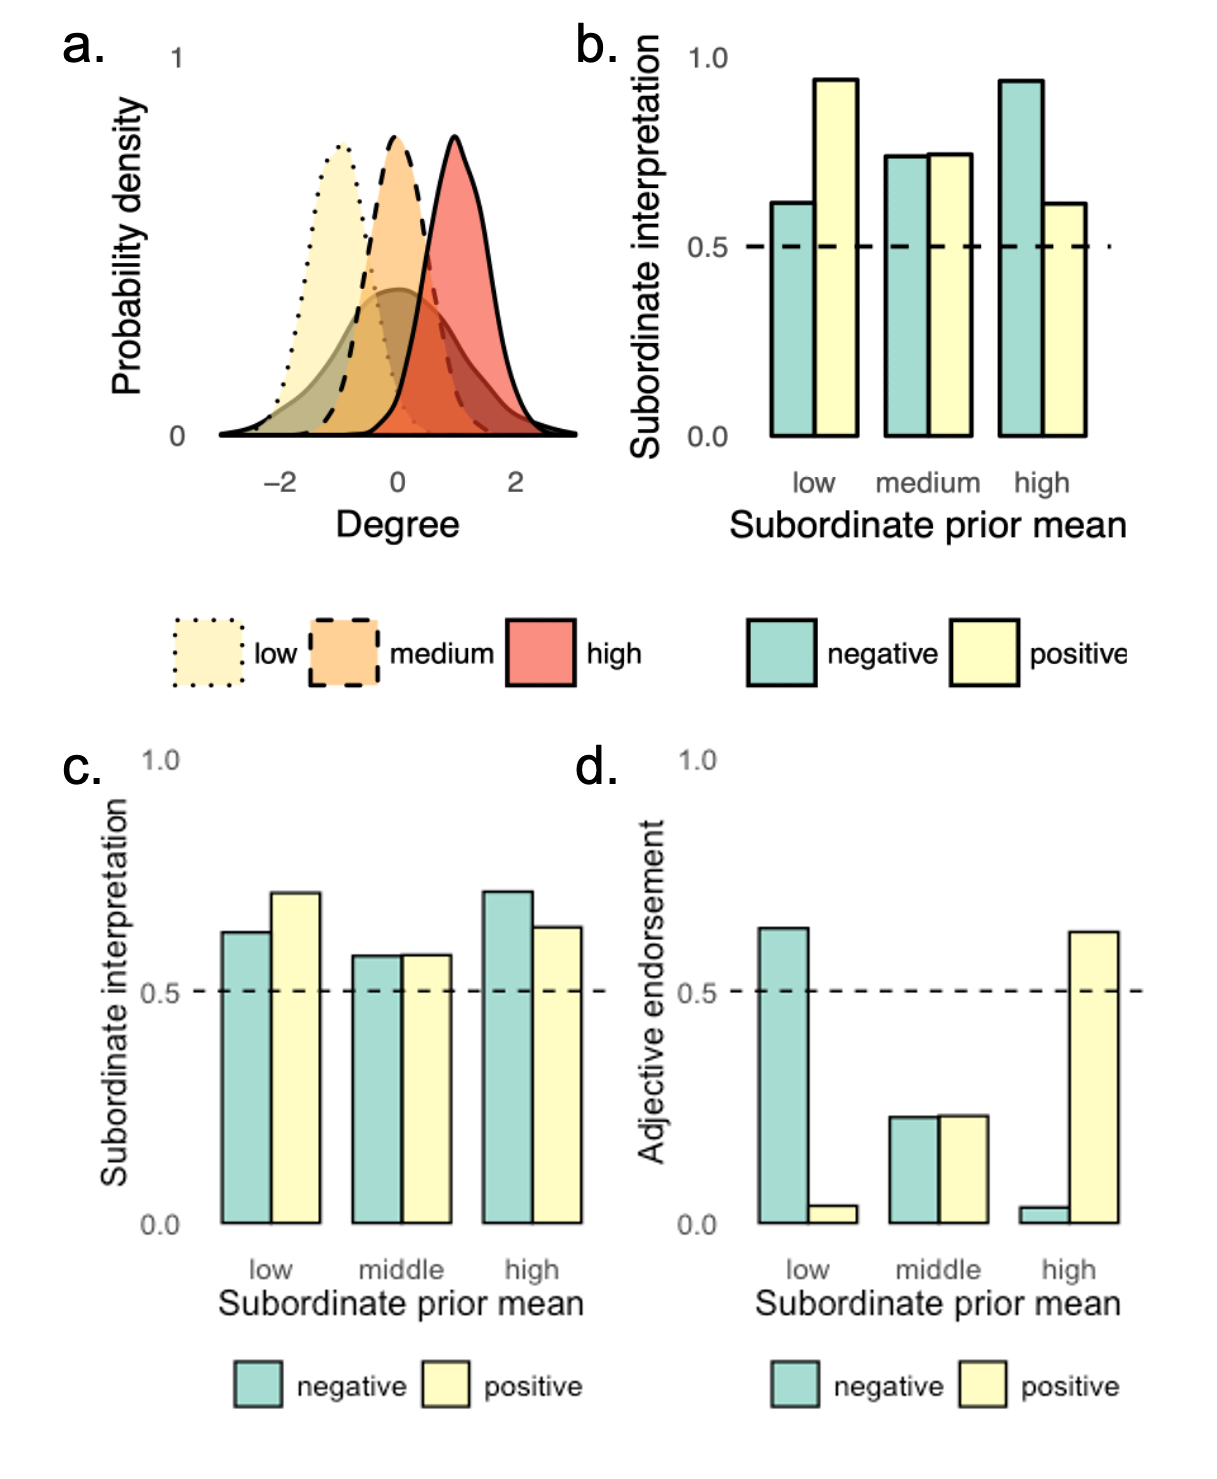 a.
1
Probability density
0
−2 0 2
Degree
low medium high
b.
1.0
Subordinate interpretation
0.5
0.0
low medium high
Subordinate prior mean
negative positive
c.
1.0
Subordinate interpretation
0.5
0.0
low middle high
Subordinate prior mean
negative positive
d.
1.0
Adjective endorsement
0.5
0.0
low middle high
Subordinate prior mean
negative positive